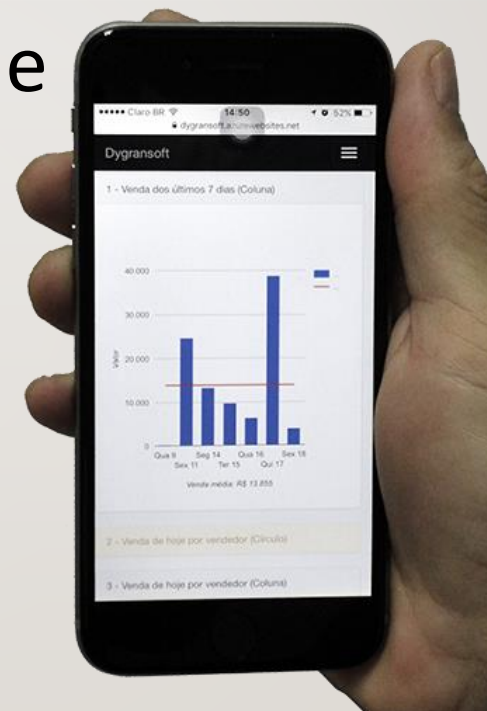 e
Claro BR 14:50 52%
dygransoft.azurewebsites.net
Dygransoft
1 - Venda dos últimos 7 dias (Coluna)
40.000
30.000
20.000
10.000
0
Valor
Qua 9 Seg 14 Qua 16 Sex 18
Sex 11 Ter 15 Qui 17
Venda média: R$ 13.855
2 - Venda de hoje por vendedor (Círculo)
3 - Venda de hoje por vendedor (Coluna)